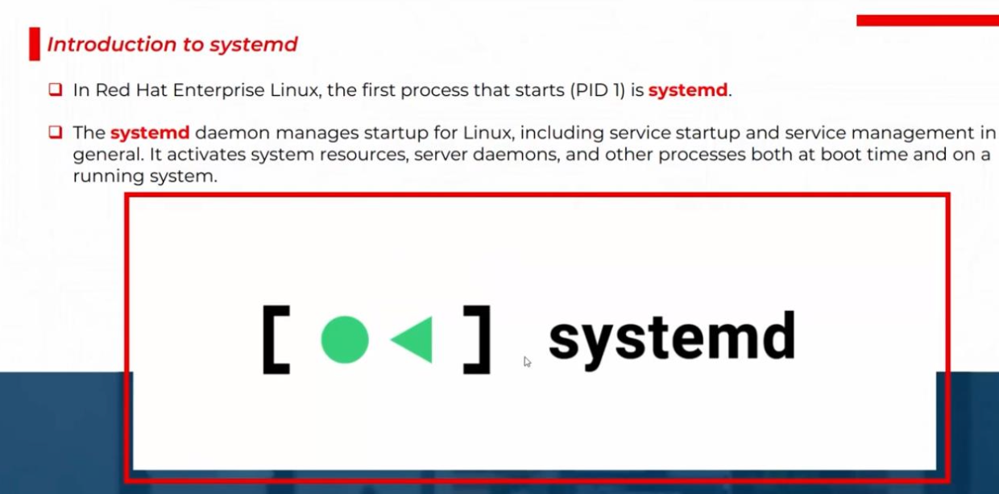 Introduction to systemd
In Red Hat Enterprise Linux, the first process that starts (PID 1) is systemd.
The systemd daemon manages startup for Linux, including service startup and service management in
general. It activates system resources, server daemons, and other processes both at boot time and on a
running system.
[ ● ◀ ] systemd